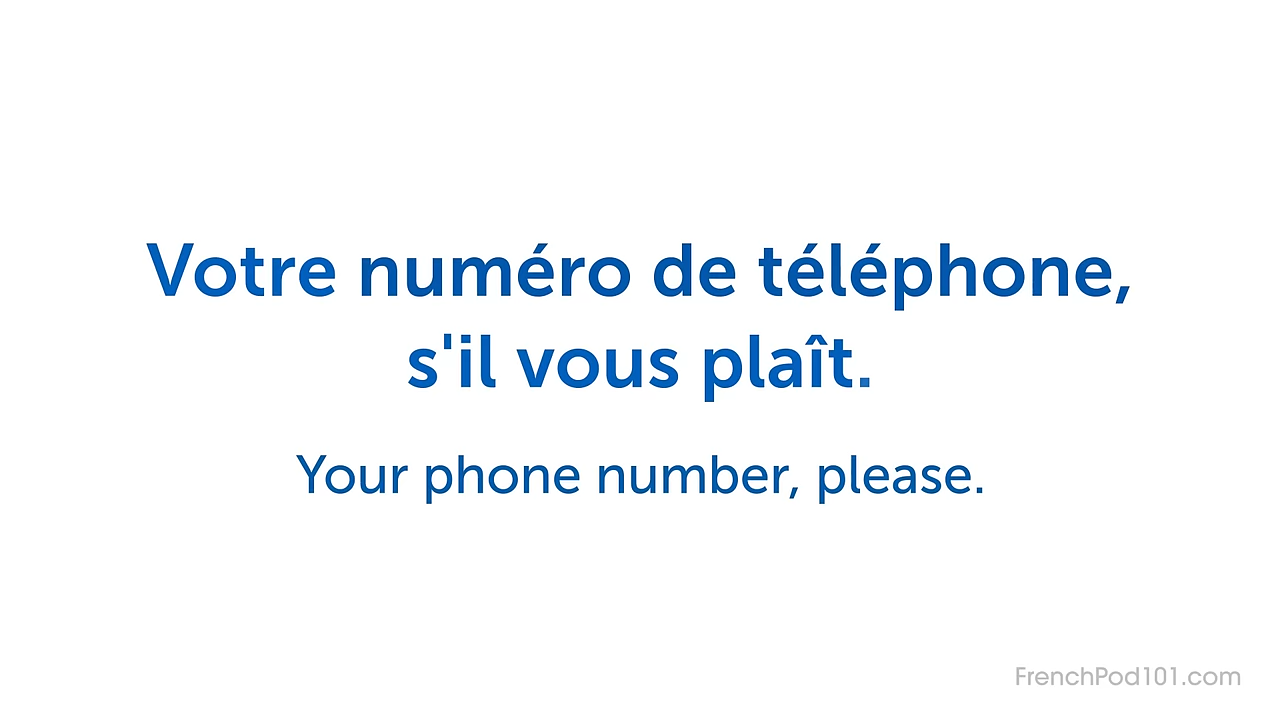 Votre numéro de téléphone,
s'il vous plaît.
Your phone number, please.
FrenchPod101.com